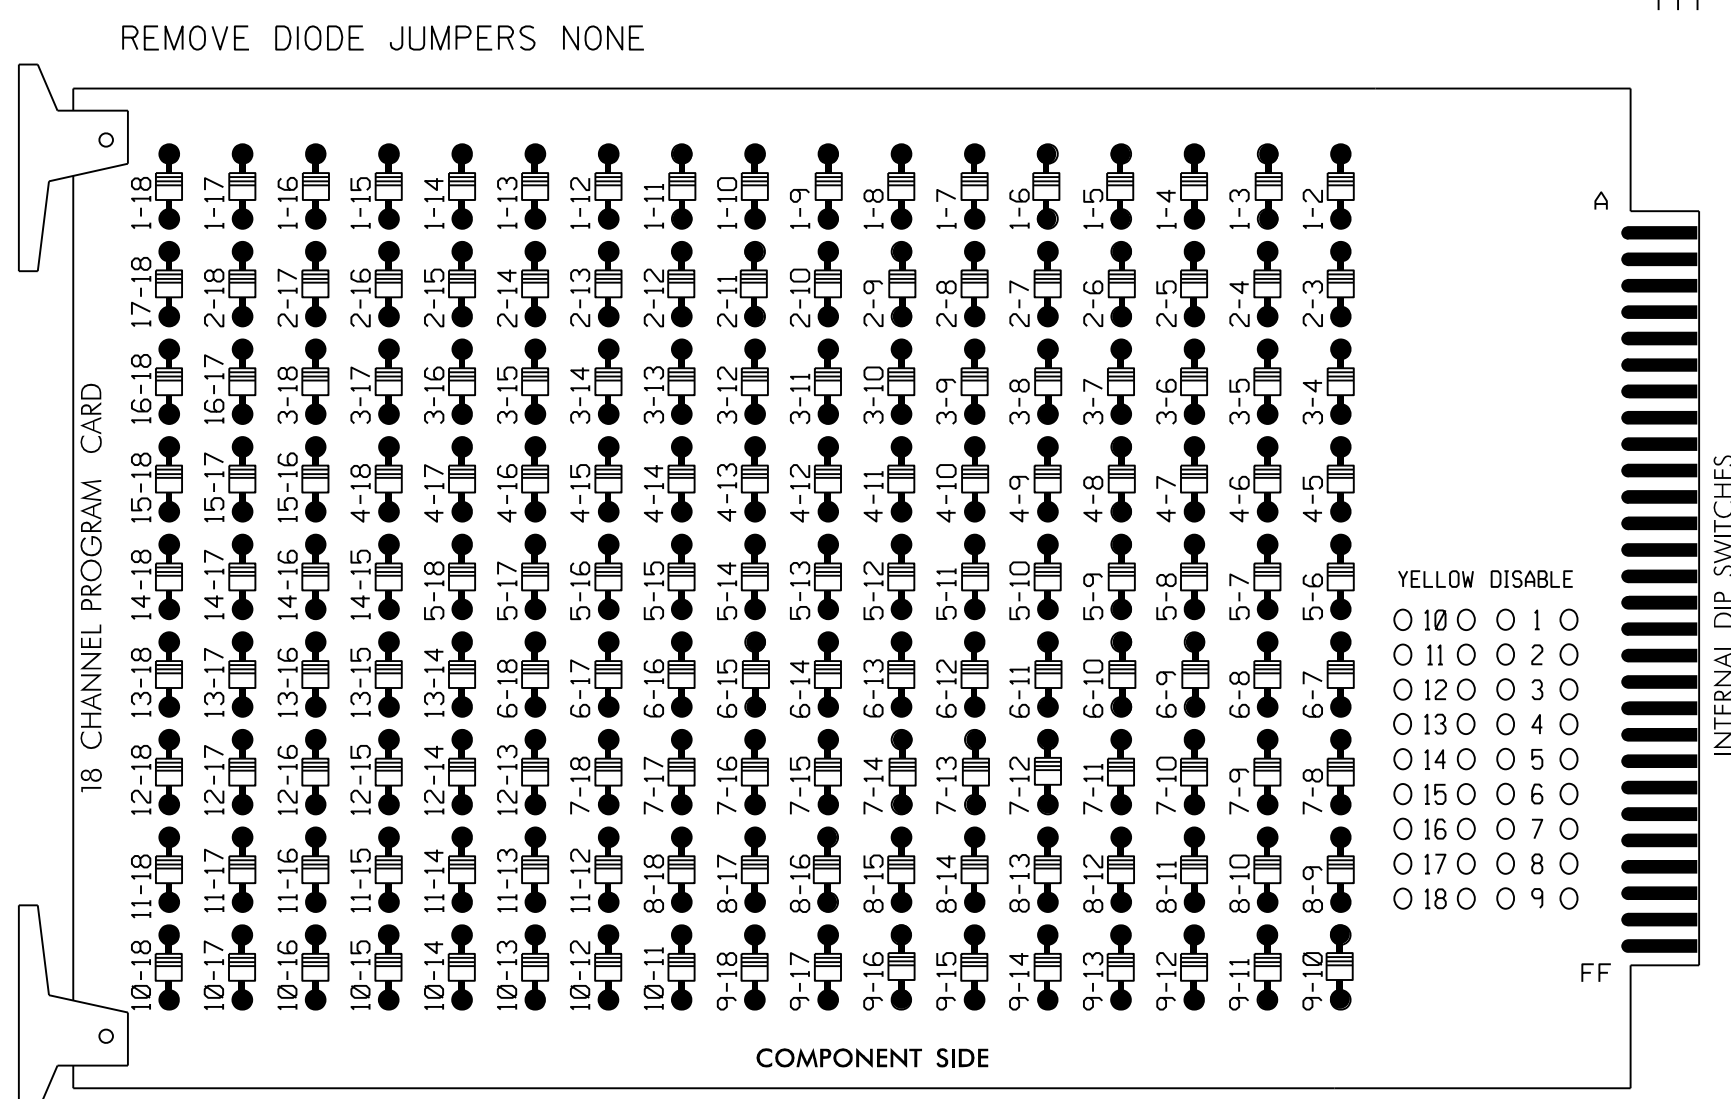 REMOVE DIODE JUMPERS NONE
1-18 1-17 1-16 1-15 1-14 1-13 1-12 1-11 1-10 1-9 1-8 1-7 1-6 1-5 1-4 1-3 1-2
A
17-18 2-18 2-17 2-16 2-15 2-14 2-13 2-12 2-11 2-10 2-9 2-8 2-7 2-6 2-5 2-4 2-3
16-18 16-17 3-18 3-17 3-16 3-15 3-14 3-13 3-12 3-11 3-10 3-9 3-8 3-7 3-6 3-5 3-4
15-18 15-17 15-16 4-18 4-17 4-16 4-15 4-14 4-13 4-12 4-11 4-10 4-9 4-8 4-7 4-6 4-5
14-18 14-17 14-16 14-15 5-18 5-17 5-16 5-15 5-14 5-13 5-12 5-11 5-10 5-9 5-8 5-7 5-6
13-18 13-17 13-16 13-15 13-14 6-18 6-17 6-16 6-15 6-14 6-13 6-12 6-11 6-10 6-9 6-8 6-7
12-18 12-17 12-16 12-15 12-14 12-13 7-18 7-17 7-16 7-15 7-14 7-13 7-12 7-11 7-10 7-9 7-8
11-18 11-17 11-16 11-15 11-14 11-13 11-12 8-18 8-17 8-16 8-15 8-14 8-13 8-12 8-11 8-10 8-9
10-18 10-17 10-16 10-15 10-14 10-13 10-12 10-11 9-18 9-17 9-16 9-15 9-14 9-13 9-12 9-11 9-10
18 CHANNEL PROGRAM CARD
YELLOW DISABLE
10 1
11 2
12 3
13 4
14 5
15 6
16 7
17 8
18 9
FF
INTERNAL DIP SWITCHES
COMPONENT SIDE